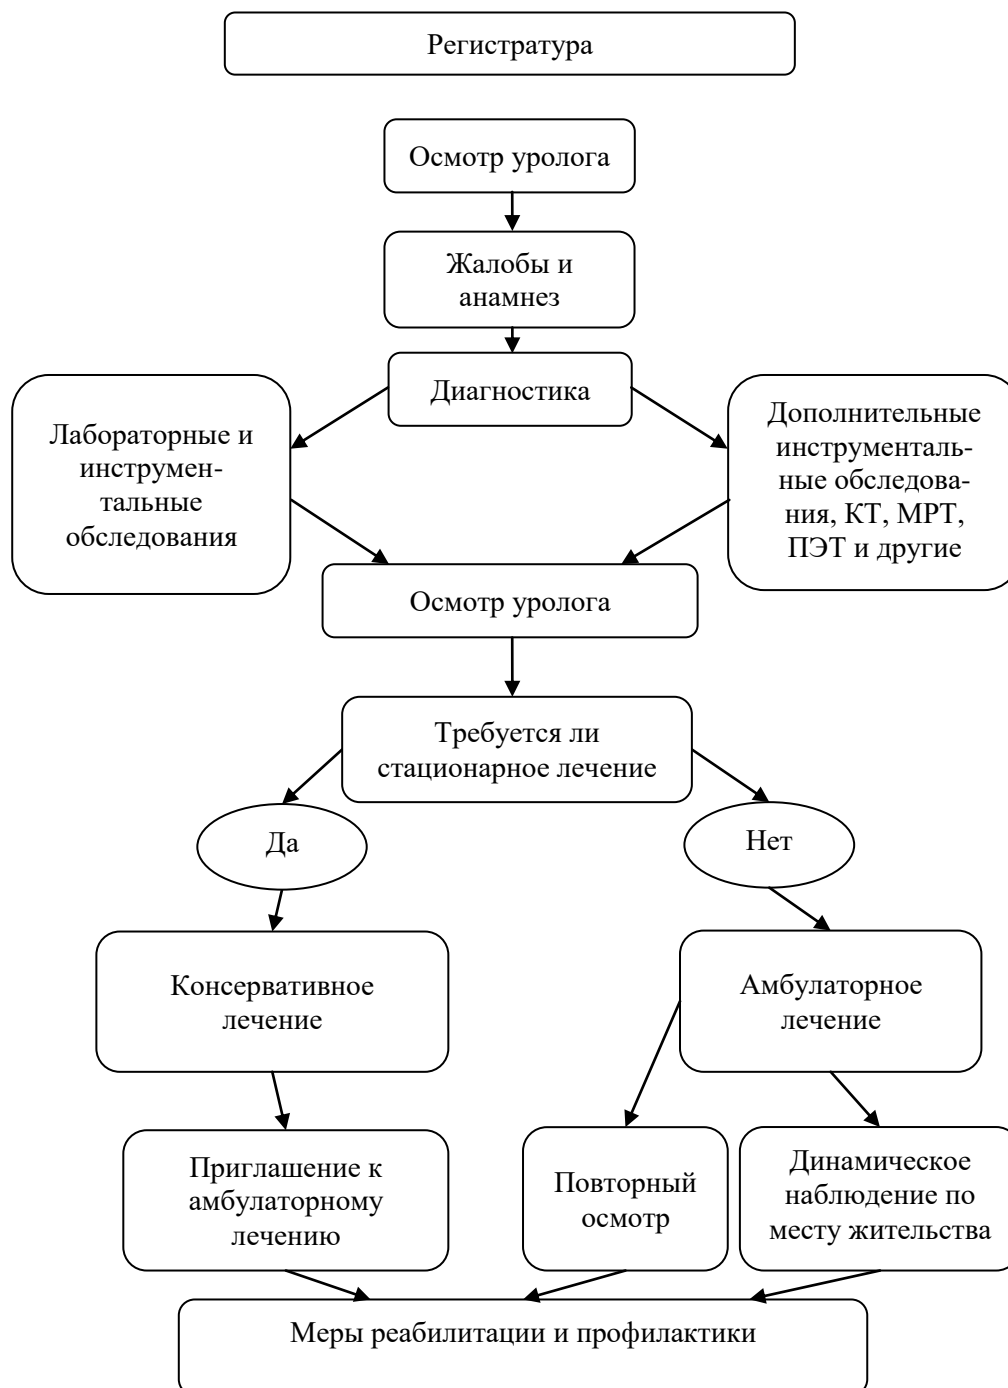 Регистратура
Осмотр уролога
Жалобы и
анамнез
Диагностика
Лабораторные и
инструмен-
тальные
обследования
Дополнительные
инструменталь-
ные обследова-
ния, КТ, МРТ,
ПЭТ и другие
Осмотр уролога
Требуется ли
стационарное лечение
Да
Нет
Консервативное
лечение
Амбулаторное
лечение
Приглашение к
амбулаторному
лечению
Повторный
осмотр
Динамическое
наблюдение по
месту жительства
Меры реабилитации и профилактики